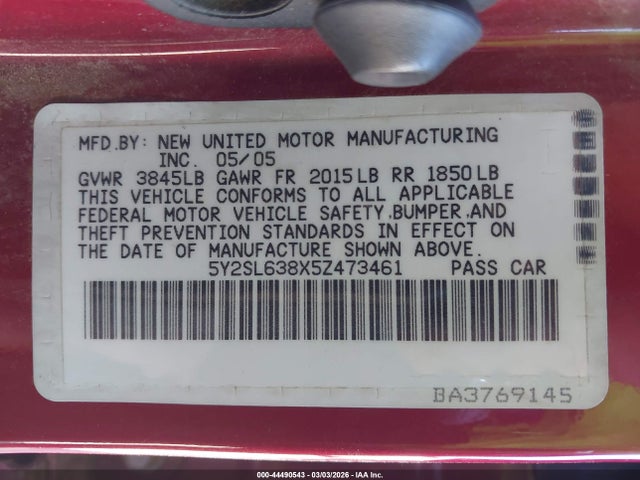 MFD.BY: NEW UNITED MOTOR MANUFACTURING
INC. 05/05
GVWR 3845LB GAWR FR 2015LB RR 1850LB
THIS VEHICLE CONFORMS TO ALL APPLICABLE
FEDERAL MOTOR VEHICLE SAFETY,BUMPER,AND
THEFT PREVENTION STANDARDS IN EFFECT ON
THE DATE OF MANUFACTURE SHOWN ABOVE.
5Y2SL638X5Z473461 PASS CAR
BA3769145
000-44490543 - 03/03/2026 - IAA Inc.